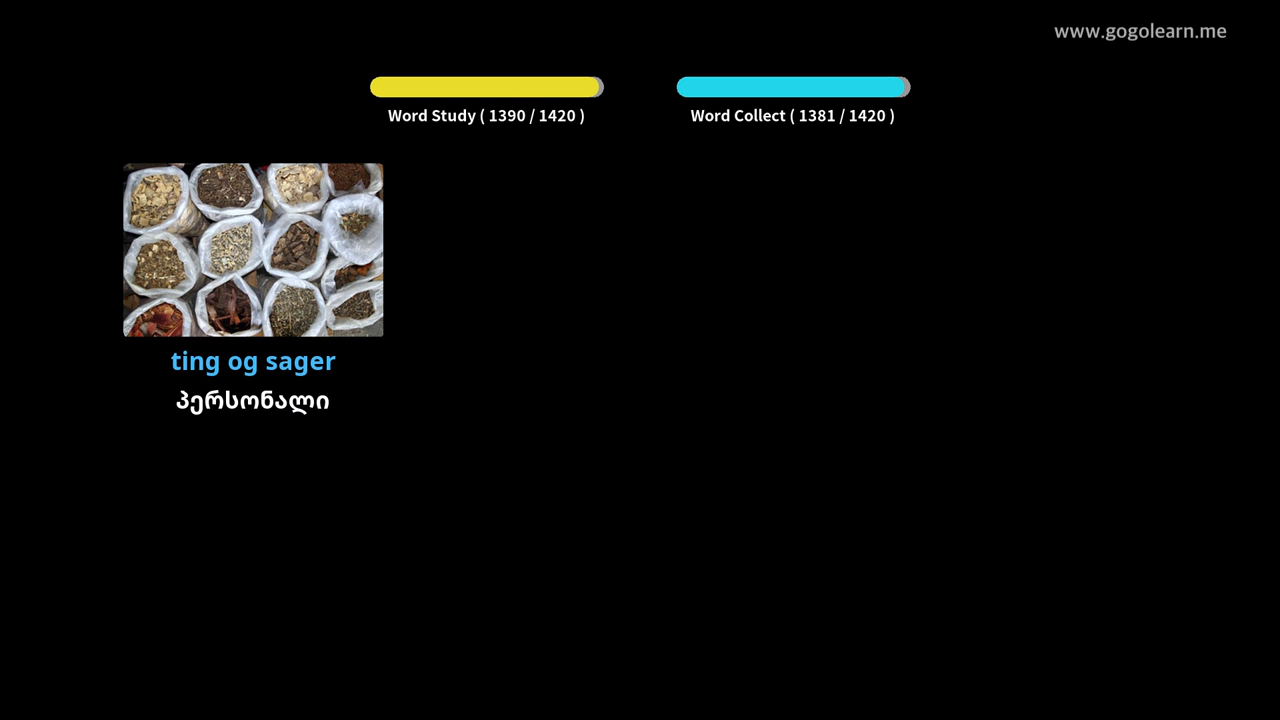 www.gogolearn.me
Word Study ( 1390 / 1420 )
Word Collect ( 1381 / 1420 )
ting og sager
პერსონალი